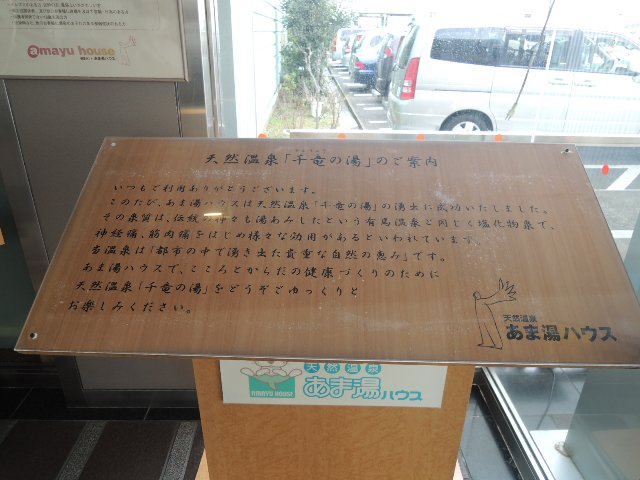 amayu house
あま湯ハウス
天然温泉「千竜の湯」のご案内
いつもご利用ありがとうございます。
このたび、あま湯ハウスは天然温泉「千竜の湯」の湧出に成功いたしました。
その泉質は、伝説の神々も湯あみしたという有馬温泉と同じく塩化物泉で、
神経痛、筋肉痛をはじめ様々な効用があるといわれています。
当温泉は「都市の中で湧き出た貴重な自然の恵み」です。
あま湯ハウスで、こころとからだの健康づくりのために
天然温泉「千竜の湯」をどうぞごゆっくりと
お楽しみください。
天然温泉
あま湯ハウス
天然温泉
AMAYU HOUSE
あま湯ハウス